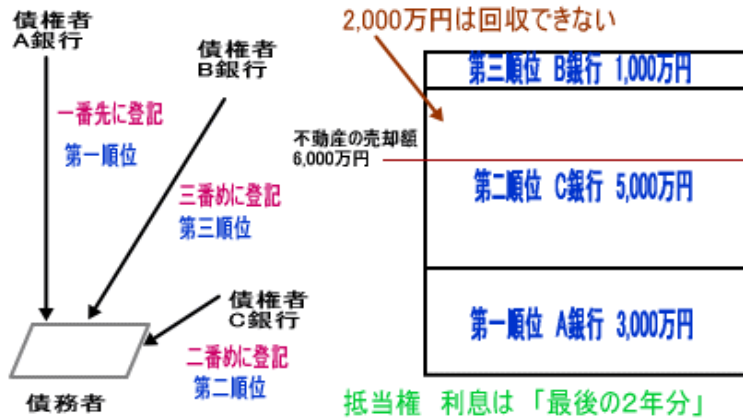 債権者
A銀行
債権者
B銀行
一番先に登記
第一順位
三番めに登記
第三順位
債権者
C銀行
二番めに登記
第二順位
債務者
2,000万円は回収できない
第三順位 B銀行 1,000万円
不動産の売却額
6,000万円
第二順位 C銀行 5,000万円
第一順位 A銀行 3,000万円
抵当権 利息は「最後の2年分」